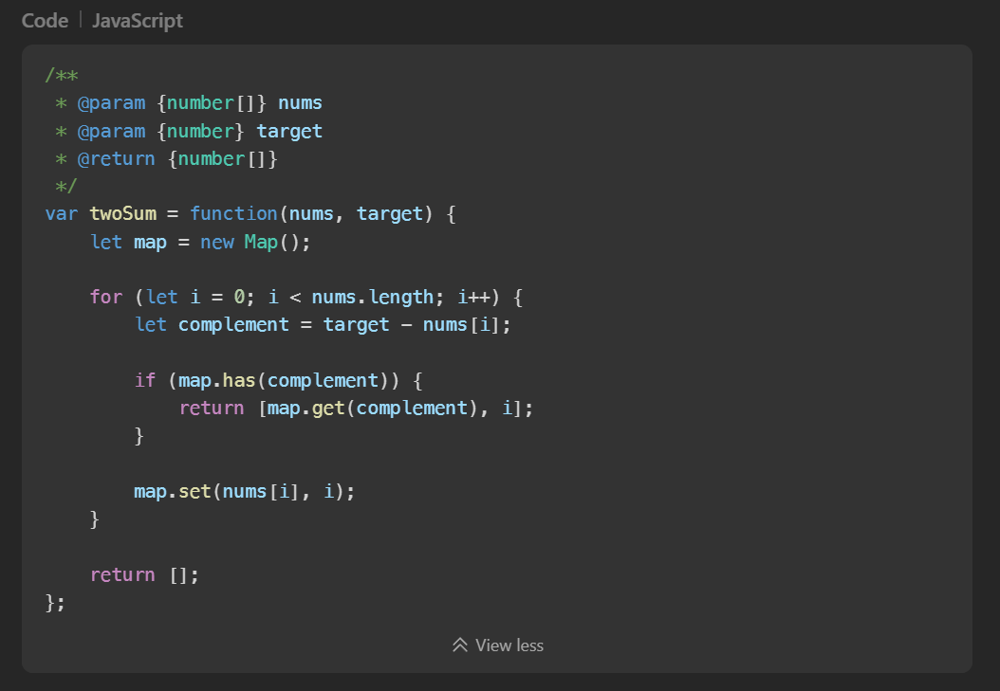 Code | JavaScript
/**
 * @param {number[]} nums
 * @param {number} target
 * @return {number[]}
 */
var twoSum = function(nums, target) {
    let map = new Map();

    for (let i = 0; i < nums.length; i++) {
        let complement = target - nums[i];

        if (map.has(complement)) {
            return [map.get(complement), i];
        }

        map.set(nums[i], i);
    }

    return [];
};
View less